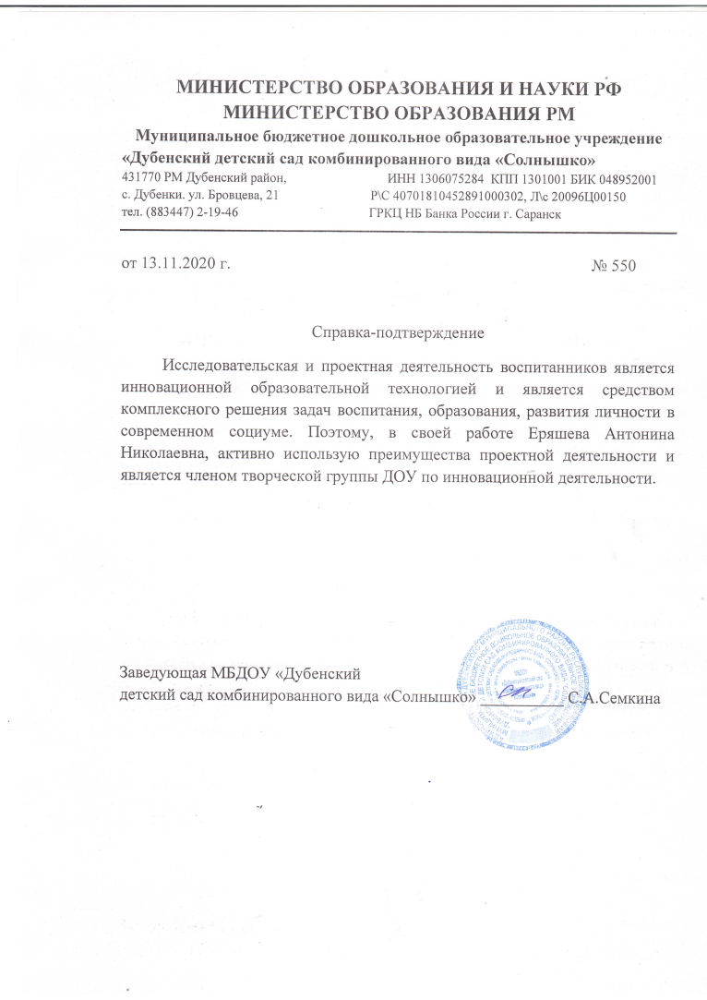 МИНИСТЕРСТВО ОБРАЗОВАНИЯ И НАУКИ РФ
МИНИСТЕРСТВО ОБРАЗОВАНИЯ РМ
Муниципальное бюджетное дошкольное образовательное учреждение
«Дубенский детский сад комбинированного вида «Солнышко»
431770 РМ Дубенский район, ИНН 1306075284 КПП 1301001 БИК 048952001
с. Дубенки. ул. Бровцева, 21 Р\С 40701810452891000302, Л\с 20096Ц00150
тел. (883447) 2-19-46 ГРКЦ НБ Банка России г. Саранск
от 13.11.2020 г. № 550
Справка-подтверждение
Исследовательская и проектная деятельность воспитанников является
инновационной образовательной технологией и является средством
комплексного решения задач воспитания, образования, развития личности в
современном социуме. Поэтому, в своей работе Еряшева Антонина
Николаевна, активно использую преимущества проектной деятельности и
является членом творческой группы ДОУ по инновационной деятельности.
Заведующая МБДОУ «Дубенский
детский сад комбинированного вида «Солнышко» __________ С.А.Семкина